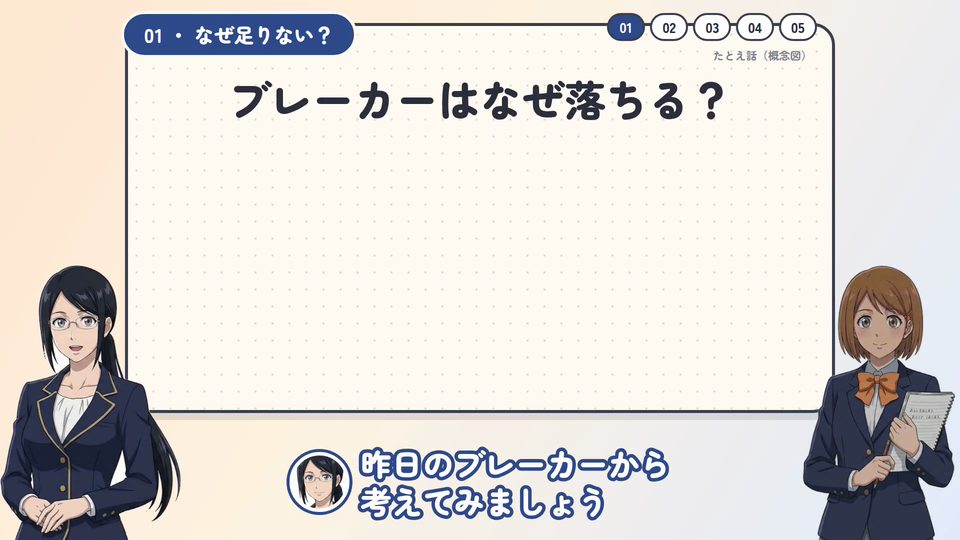 01 ・ なぜ足りない？
01 02 03 04 05
たとえ話（概念図）
ブレーカーはなぜ落ちる？
昨日のブレーカーから
考えてみましょう